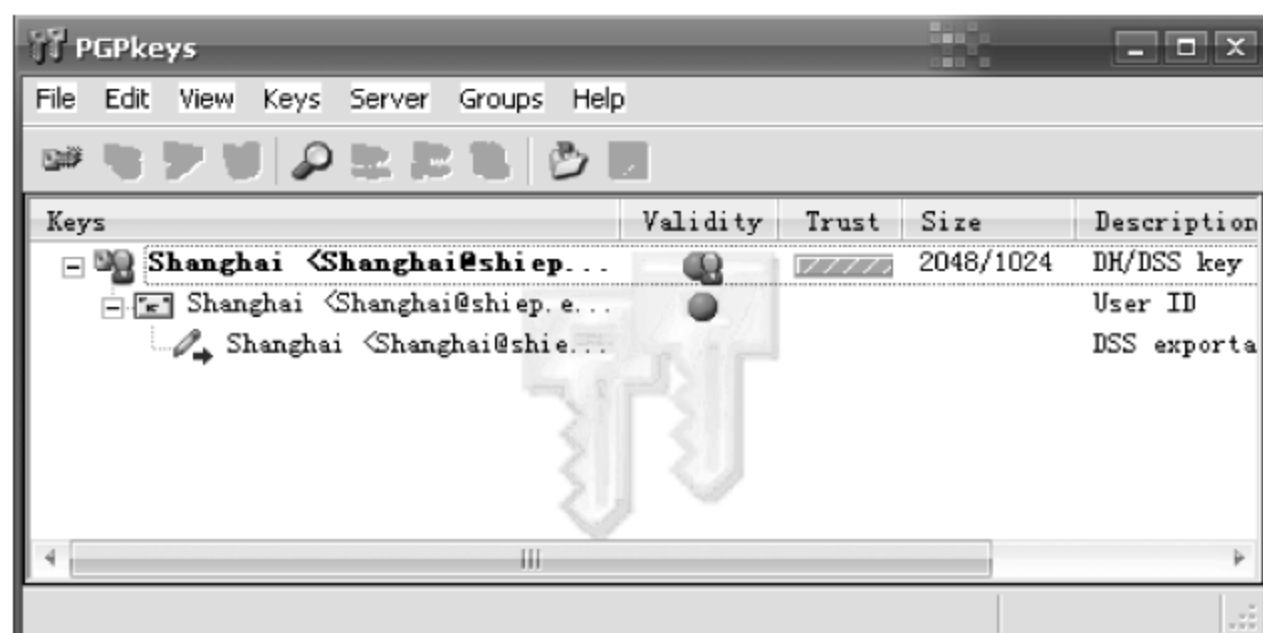 PGPkeys
File Edit View Keys Server Groups Help
Keys Validity Trust Size Description
Shanghai <Shanghai@shiep... 2048/1024 DH/DSS key
Shanghai <Shanghai@shiep.e... User ID
Shanghai <Shanghai@shie... DSS exporta